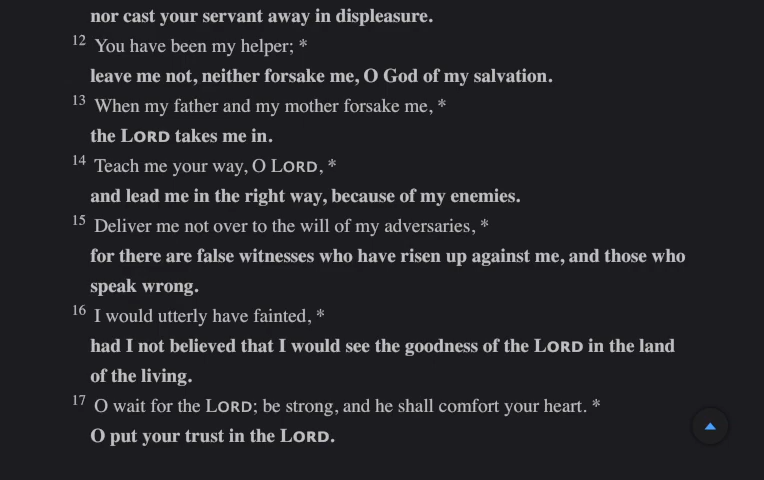 nor cast your servant away in displeasure.
12 You have been my helper; *
leave me not, neither forsake me, O God of my salvation.
13 When my father and my mother forsake me, *
the LORD takes me in.
14 Teach me your way, O LORD, *
and lead me in the right way, because of my enemies.
15 Deliver me not over to the will of my adversaries, *
for there are false witnesses who have risen up against me, and those who
speak wrong.
16 I would utterly have fainted, *
had I not believed that I would see the goodness of the LORD in the land
of the living.
17 O wait for the LORD; be strong, and he shall comfort your heart. *
O put your trust in the LORD.